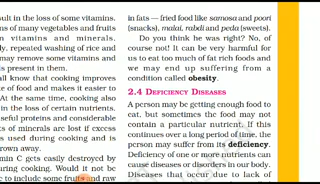 sult in the loss of some vitamins.
ns of many vegetables and fruits
n vitamins and minerals.
ly, repeated washing of rice and
may remove some vitamins and
ls present in them.
all know that cooking improves
e of food and makes it easier to
At the same time, cooking also
in the loss of certain nutrients.
seful proteins and considerable
ts of minerals are lost if excess
used during cooking and is
rown away.
min C gets easily destroyed by
during cooking. Would it not be
to include some fruits and raw
in fats— fried food like samosa and poori
(snacks), malai, rabdi and peda (sweets).
Do you think he was right? No, of
course not! It can be very harmful for
us to eat too much of fat rich foods and
we may end up suffering from a
condition called obesity.
2.4 DEFICIENCY DISEASES
A person may be getting enough food to
eat, but sometimes the food may not
contain a particular nutrient. If this
continues over a long period of time, the
person may suffer from its deficiency.
Deficiency of one or more nutrients can
cause diseases or disorders in our body.
Diseases that occur due to lack of